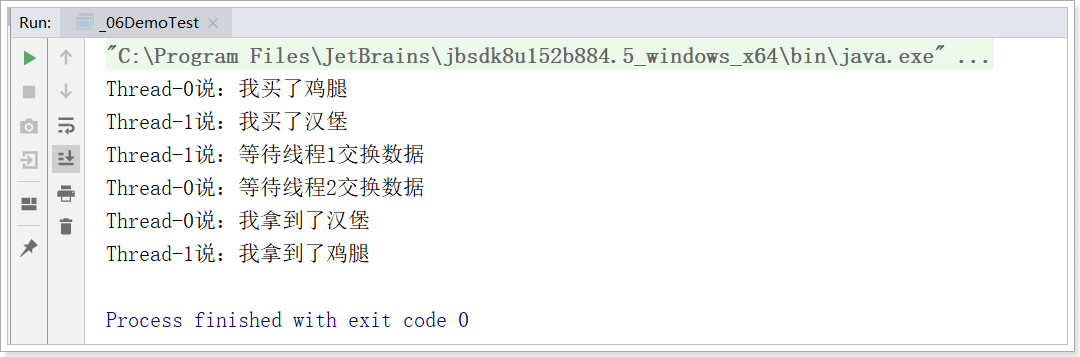 Run: _06DemoTest ×
"C:\Program Files\JetBrains\jbsdk8u152b884.5_windows_x64\bin\java.exe" ...
Thread-0说：我买了鸡腿
Thread-1说：我买了汉堡
Thread-1说：等待线程1交换数据
Thread-0说：等待线程2交换数据
Thread-0说：我拿到了汉堡
Thread-1说：我拿到了鸡腿
Process finished with exit code 0